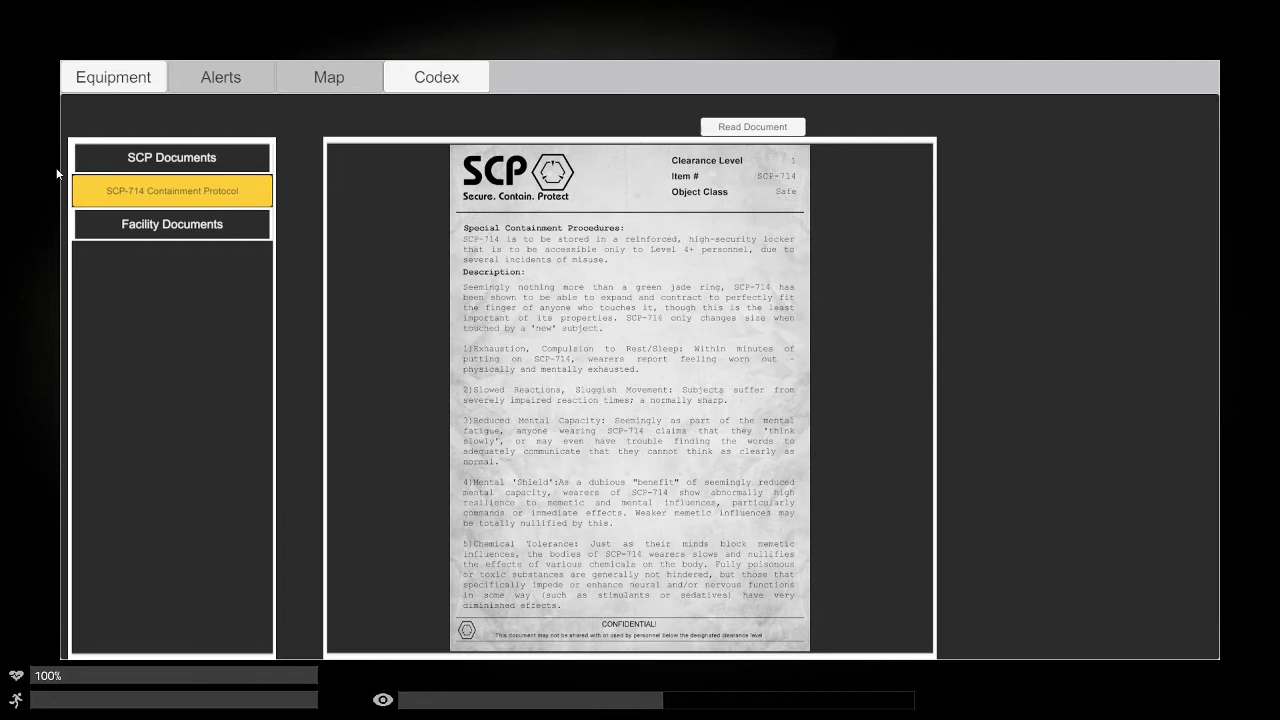 Equipment
Alerts
Map
Codex
Read Document
SCP Documents
SCP-714 Containment Protocol
Facility Documents
SCP
Secure. Contain. Protect
Clearance Level 1
Item # SCP-714
Object Class Safe
Special Containment Procedures:
SCP-714 is to be stored in a reinforced, high-security locker
that is to be accessible only to Level 4+ personnel, due to
several incidents of misuse.
Description:
Seemingly nothing more than a green jade ring, SCP-714 has
been shown to be able to expand and contract to perfectly fit
the finger of anyone who touches it, though this is the least
important of its properties. SCP-714 only changes size when
touched by a 'new' subject.
1)Exhaustion, Compulsion to Rest/Sleep: Within minutes of
putting on SCP-714, wearers report feeling worn out -
physically and mentally exhausted.
2)Slowed Reactions, Sluggish Movement: Subjects suffer from
severely impaired reaction times; a normally sharp.
3)Reduced Mental Capacity: Seemingly as part of the mental
fatigue, anyone wearing SCP-714 claims that they 'think
slowly', or may even have trouble finding the words to
adequately communicate that they cannot think as clearly as
normal.
4)Mental 'Shield':As a dubious "benefit" of seemingly reduced
mental capacity, wearers of SCP-714 show abnormally high
resilience to memetic and mental influences, particularly
commands or immediate effects. Weaker memetic influences may
be totally nullified by this.
5)Chemical Tolerance: Just as their minds block memetic
influences, the bodies of SCP-714 wearers slows and nullifies
the effects of various chemicals on the body. Fully poisonous
or toxic substances are generally not hindered, but those that
specifically impede or enhance neural and/or nervous functions
in some way (such as stimulants or sedatives) have very
diminished effects.
CONFIDENTIAL!
This document may not be shared with or used by personnel below the designated clearance level
100%